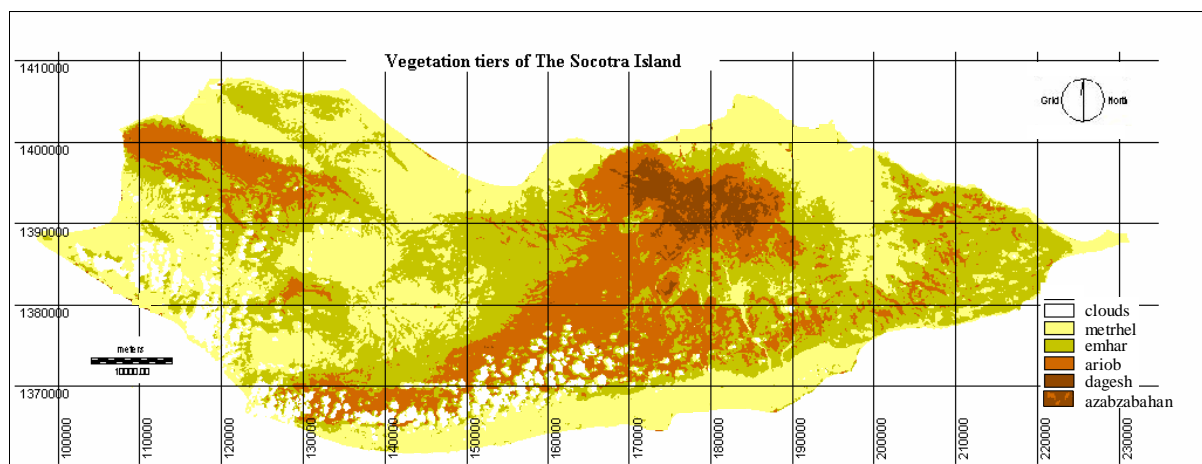 Vegetation tiers of The Socotra Island
1410000
Grid North
1400000
1390000
1380000
1370000
meters
10000.00
clouds
metrhel
emhar
ariob
dagesh
azabzabahan
100000
110000
120000
130000
140000
150000
160000
170000
180000
190000
200000
210000
220000
230000